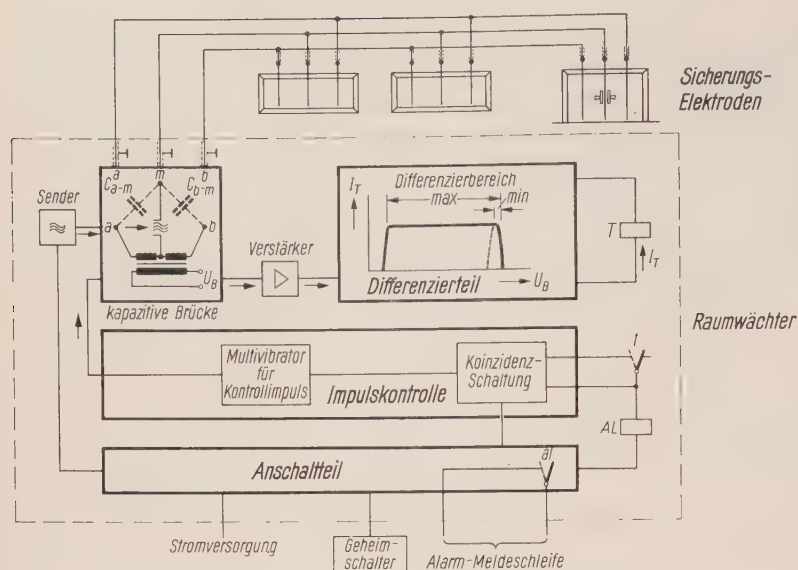 Sicherungs-
Elektroden
a m b
C a-m C b-m
Sender
a b
U_B
kapazitive Brücke
Verstärker
I_T
Differenzierbereich
max
min
U_B
Differenzierteil
T
I_T
Raumwächter
Multivibrator
für
Kontrollimpuls
Impulskontrolle
Koinzidenz-
Schaltung
t
AL
Anschaltteil
al
Stromversorgung
Geheim-
schalter
Alarm-Meldeschleife